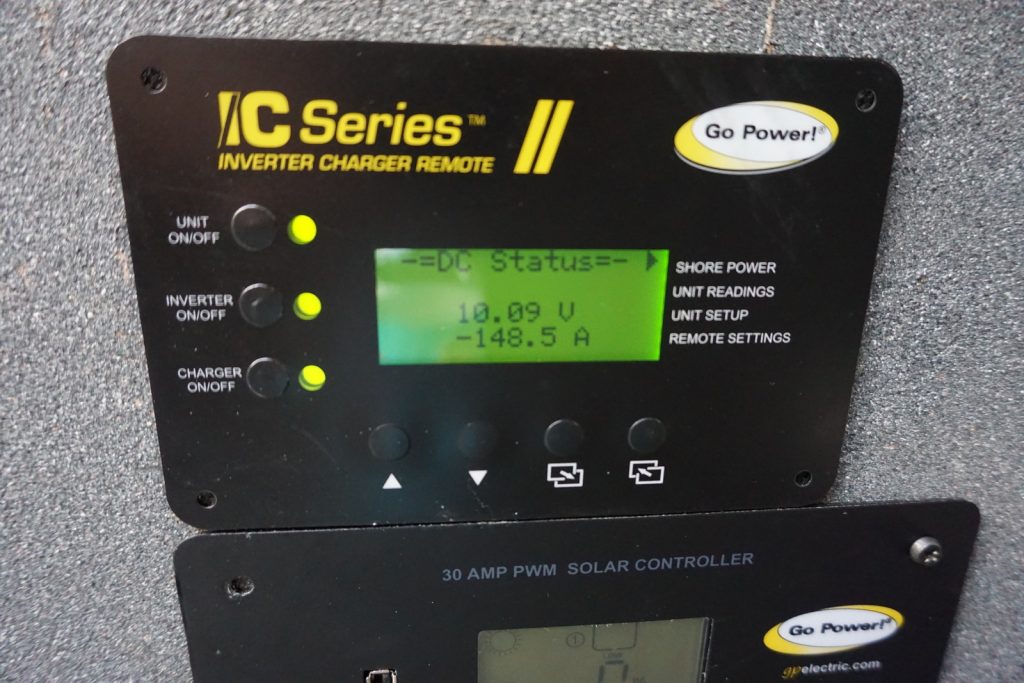 IC Series™
INVERTER CHARGER REMOTE
Go Power!®
UNIT
ON/OFF
INVERTER
ON/OFF
CHARGER
ON/OFF
-=DC Status=-
10.09 V
-148.5 A
SHORE POWER
UNIT READINGS
UNIT SETUP
REMOTE SETTINGS
30 AMP PWM SOLAR CONTROLLER
Go Power!®
gpelectric.com
LOW